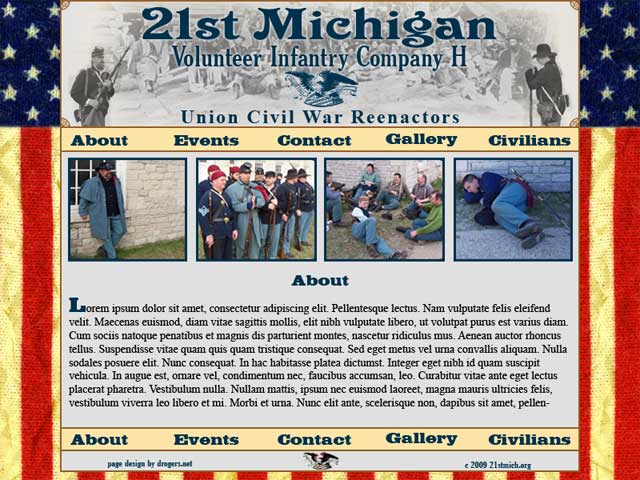 21st Michigan
Volunteer Infantry Company H
Union Civil War Reenactors
About Events Contact Gallery Civilians
About
Lorem ipsum dolor sit amet, consectetur adipiscing elit. Pellentesque lectus. Nam vulputate felis eleifend
velit. Maecenas euismod, diam vitae sagittis mollis, elit nibh vulputate libero, ut volutpat purus est varius diam.
Cum sociis natoque penatibus et magnis dis parturient montes, nascetur ridiculus mus. Aenean auctor rhoncus
tellus. Suspendisse vitae quam quis quam tristique consequat. Sed eget metus vel urna convallis aliquam. Nulla
sodales posuere elit. Nunc consequat. In hac habitasse platea dictumst. Integer eget nibh id quam suscipit
vehicula. In augue est, ornare vel, condimentum nec, faucibus accumsan, leo. Curabitur vitae ante eget lectus
placerat pharetra. Vestibulum nulla. Nullam mattis, ipsum nec euismod laoreet, magna mauris ultricies felis,
vestibulum viverra leo libero et mi. Morbi et urna. Nunc elit ante, scelerisque non, dapibus sit amet, pellen-
About Events Contact Gallery Civilians
page design by drogers.net c 2009 21stmich.org